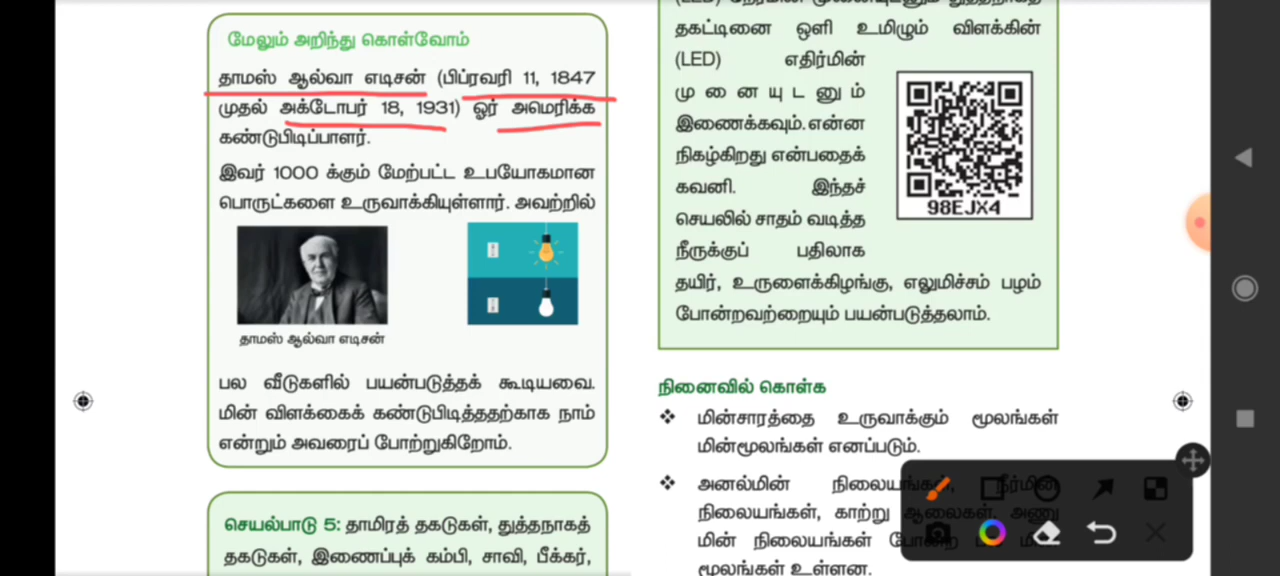 மேலும் அறிந்து கொள்வோம்
தாமஸ் ஆல்வா எடிசன் (பிப்ரவரி 11, 1847
முதல் அக்டோபர் 18, 1931) ஓர் அமெரிக்க
கண்டுபிடிப்பாளர்.
இவர் 1000 க்கும் மேற்பட்ட உபயோகமான
பொருட்களை உருவாக்கியுள்ளார். அவற்றில்
தாமஸ் ஆல்வா எடிசன்
பல வீடுகளில் பயன்படுத்தக் கூடியவை.
மின் விளக்கைக் கண்டுபிடித்ததற்காக நாம்
என்றும் அவரைப் போற்றுகிறோம்.
செயல்பாடு 5: தாமிரத் தகடுகள், துத்தநாகத்
தகடுகள், இணைப்புக் கம்பி, சாவி, பீக்கர்,
தகட்டினை ஒளி உமிழும் விளக்கின்
(LED) எதிர்மின்
முனையுடனும்
இணைக்கவும். என்ன
நிகழ்கிறது என்பதைக்
கவனி. இந்தச்
செயலில் சாதம் வடித்த
நீருக்குப் பதிலாக
தயிர், உருளைக்கிழங்கு, எலுமிச்சம் பழம்
போன்றவற்றையும் பயன்படுத்தலாம்.
98EJX4
நினைவில் கொள்க
❖ மின்சாரத்தை உருவாக்கும் மூலங்கள்
மின்மூலங்கள் எனப்படும்.
❖ அனல்மின் நிலையங்கள், நீர்மின்
நிலையங்கள், காற்று ஆலைகள், அணு
மின் நிலையங்கள் போன்ற
மூலங்கள் உள்ளன.